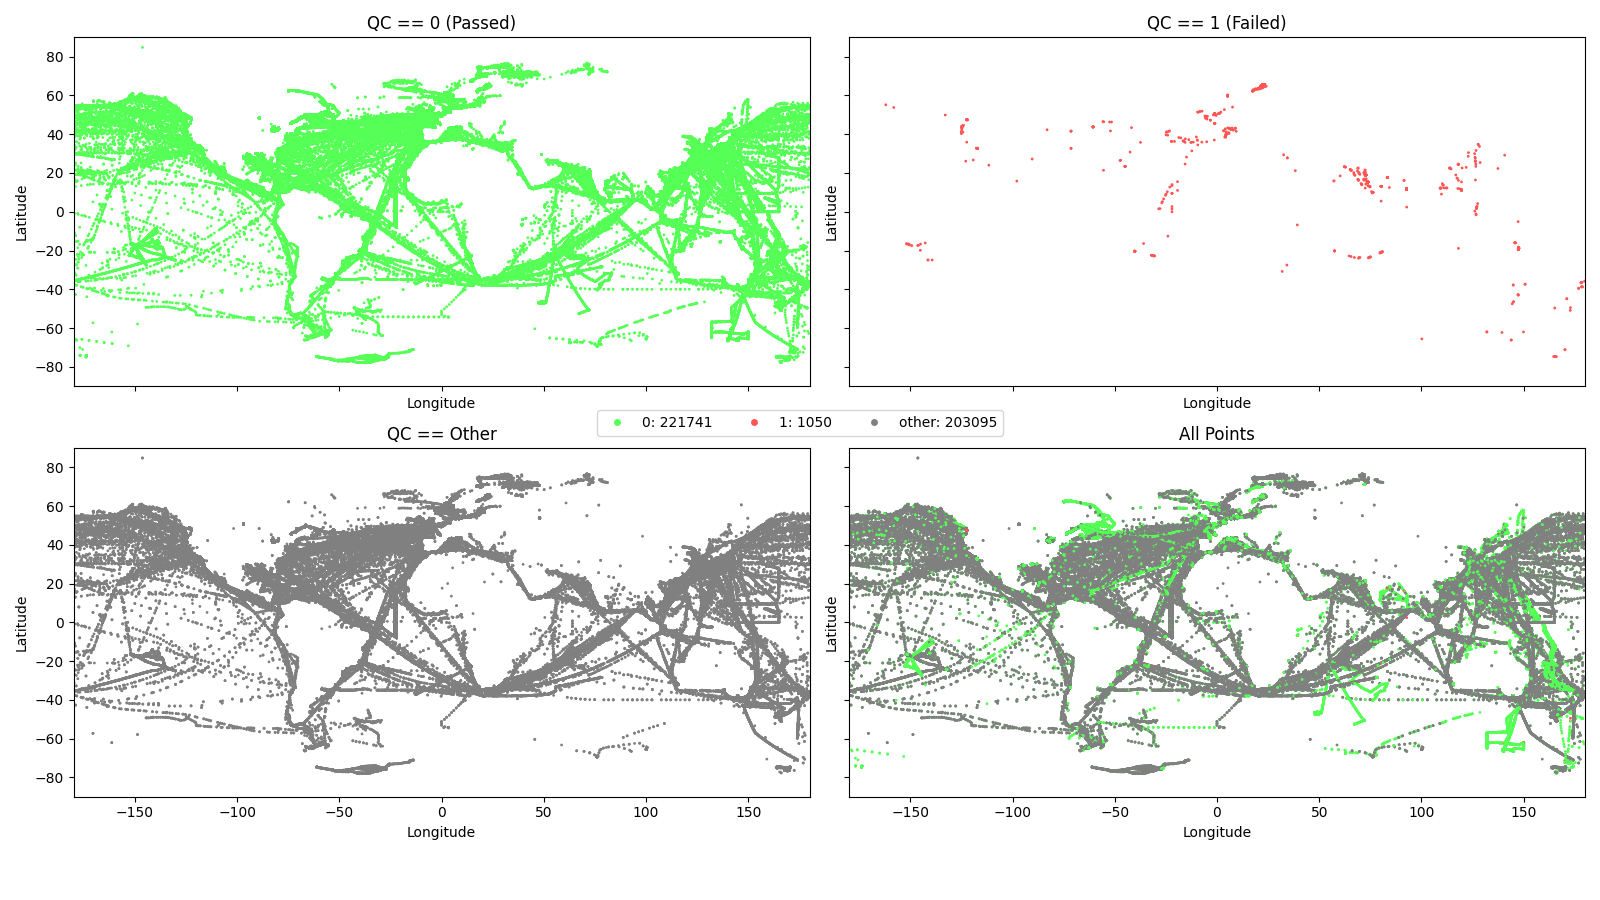 QC == 0 (Passed)
QC == 1 (Failed)
80
60
40
20
0
−20
−40
−60
−80
Latitude
Latitude
Longitude
Longitude
0: 221741
1: 1050
other: 203095
QC == Other
All Points
80
60
40
20
0
−20
−40
−60
−80
Latitude
Latitude
−150
−100
−50
0
50
100
150
−150
−100
−50
0
50
100
150
Longitude
Longitude